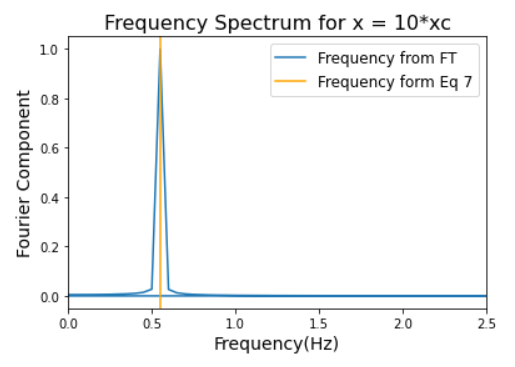 Frequency Spectrum for x = 10*xc
Frequency from FT
Frequency form Eq 7
Fourier Component
1.0
0.8
0.6
0.4
0.2
0.0
0.0 0.5 1.0 1.5 2.0 2.5
Frequency(Hz)